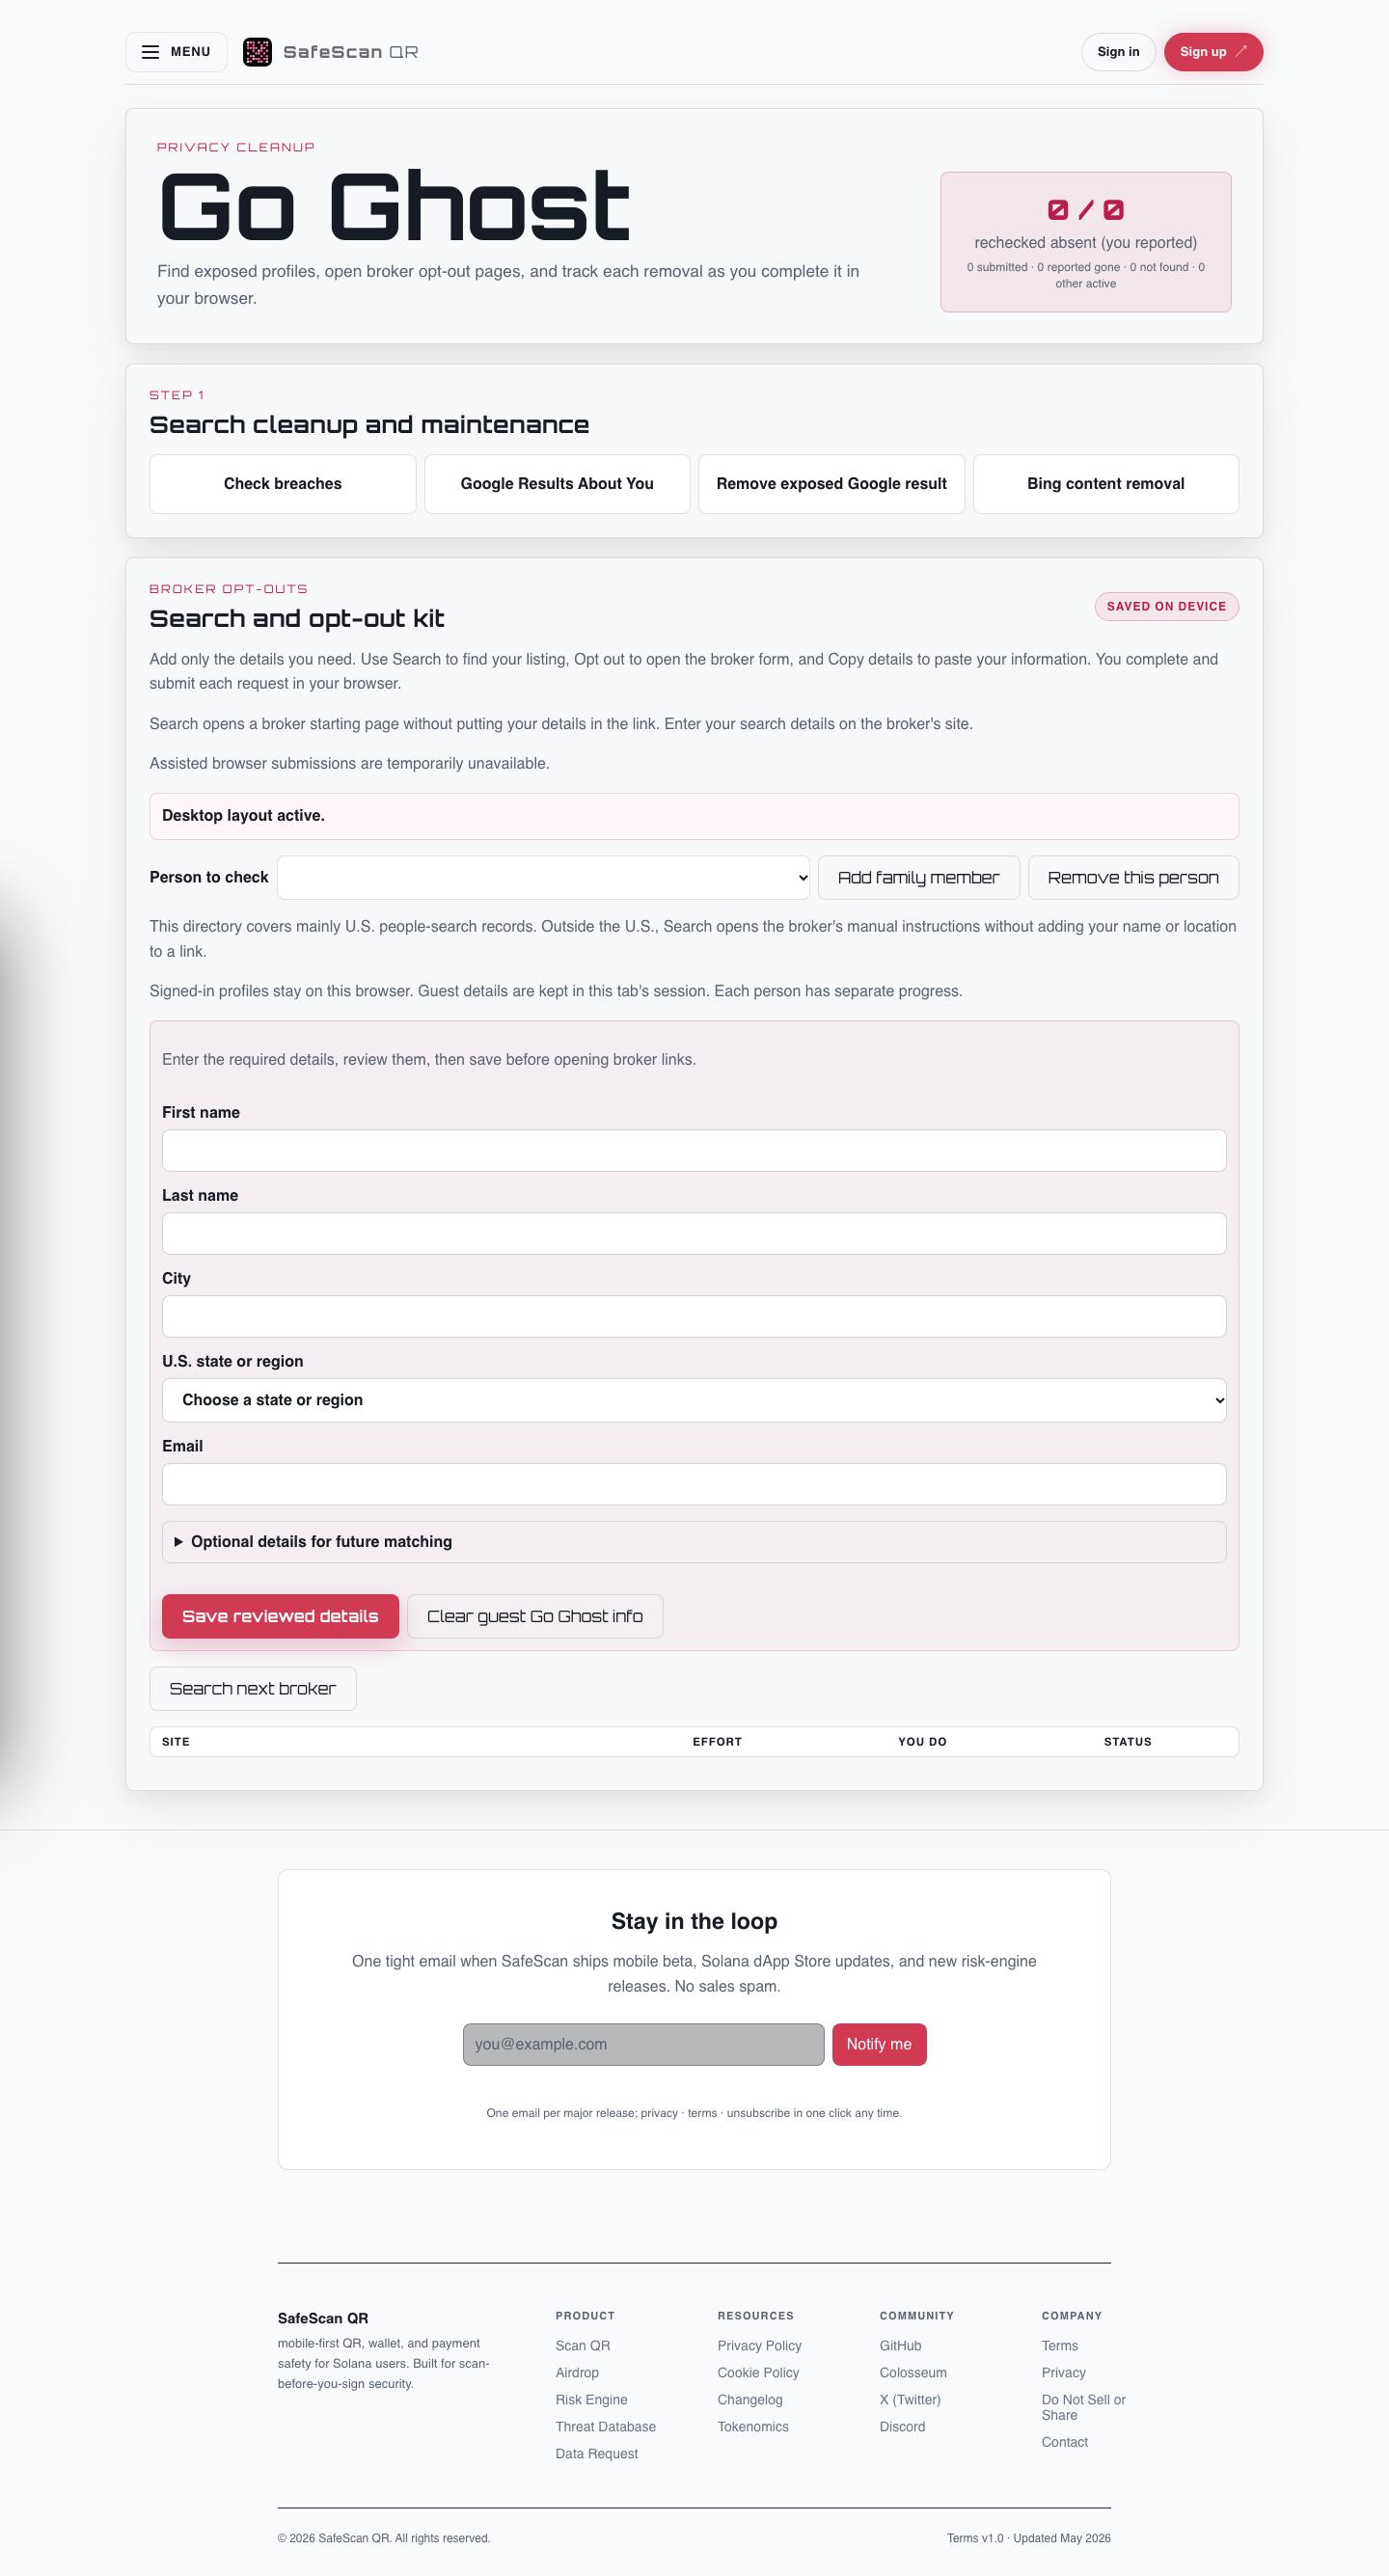 MENU
SafeScan QR
Sign in
Sign up ↗
PRIVACY CLEANUP
Go Ghost
Find exposed profiles, open broker opt-out pages, and track each removal as you complete it in
your browser.
0 / 0
rechecked absent (you reported)
0 submitted · 0 reported gone · 0 not found · 0
other active
STEP 1
Search cleanup and maintenance
Check breaches
Google Results About You
Remove exposed Google result
Bing content removal
BROKER OPT-OUTS
Search and opt-out kit
SAVED ON DEVICE
Add only the details you need. Use Search to find your listing, Opt out to open the broker form, and Copy details to paste your information. You complete and
submit each request in your browser.
Search opens a broker starting page without putting your details in the link. Enter your search details on the broker's site.
Assisted browser submissions are temporarily unavailable.
Desktop layout active.
Person to check
Add family member
Remove this person
This directory covers mainly U.S. people-search records. Outside the U.S., Search opens the broker's manual instructions without adding your name or location
to a link.
Signed-in profiles stay on this browser. Guest details are kept in this tab's session. Each person has separate progress.
Enter the required details, review them, then save before opening broker links.
First name
Last name
City
U.S. state or region
Choose a state or region
Email
Optional details for future matching
Save reviewed details
Clear guest Go Ghost info
Search next broker
SITE
EFFORT
YOU DO
STATUS
Stay in the loop
One tight email when SafeScan ships mobile beta, Solana dApp Store updates, and new risk-engine
releases. No sales spam.
you@example.com
Notify me
One email per major release; privacy · terms · unsubscribe in one click any time.
SafeScan QR
mobile-first QR, wallet, and payment
safety for Solana users. Built for scan-
before-you-sign security.
PRODUCT
Scan QR
Airdrop
Risk Engine
Threat Database
Data Request
RESOURCES
Privacy Policy
Cookie Policy
Changelog
Tokenomics
COMMUNITY
GitHub
Colosseum
X (Twitter)
Discord
COMPANY
Terms
Privacy
Do Not Sell or
Share
Contact
© 2026 SafeScan QR. All rights reserved.
Terms v1.0 · Updated May 2026